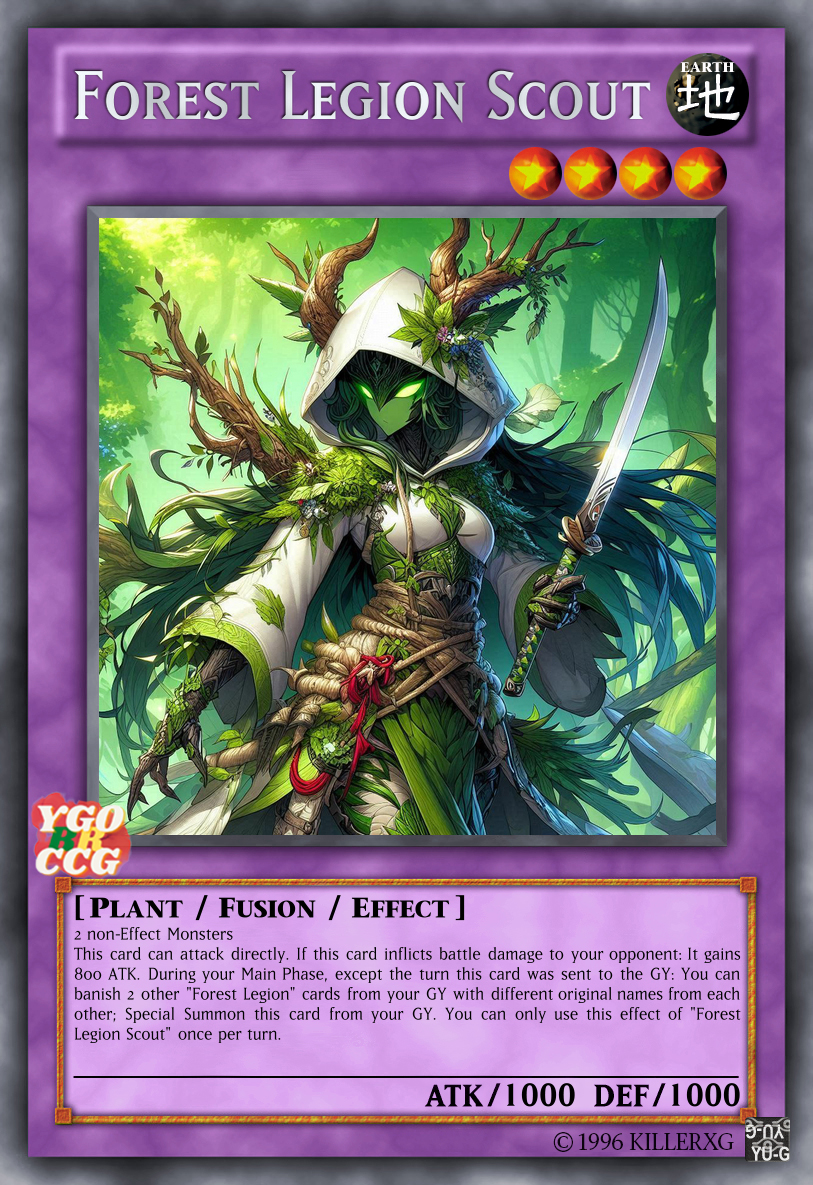 Forest Legion Scout
EARTH
地
YGO
BR
CCG
[ Plant / Fusion / Effect ]
2 non-Effect Monsters
This card can attack directly. If this card inflicts battle damage to your opponent: It gains
800 ATK. During your Main Phase, except the turn this card was sent to the GY: You can
banish 2 other "Forest Legion" cards from your GY with different original names from each
other; Special Summon this card from your GY. You can only use this effect of "Forest
Legion Scout" once per turn.
ATK/1000 DEF/1000
© 1996 KILLERXG
YU-G
YU-G